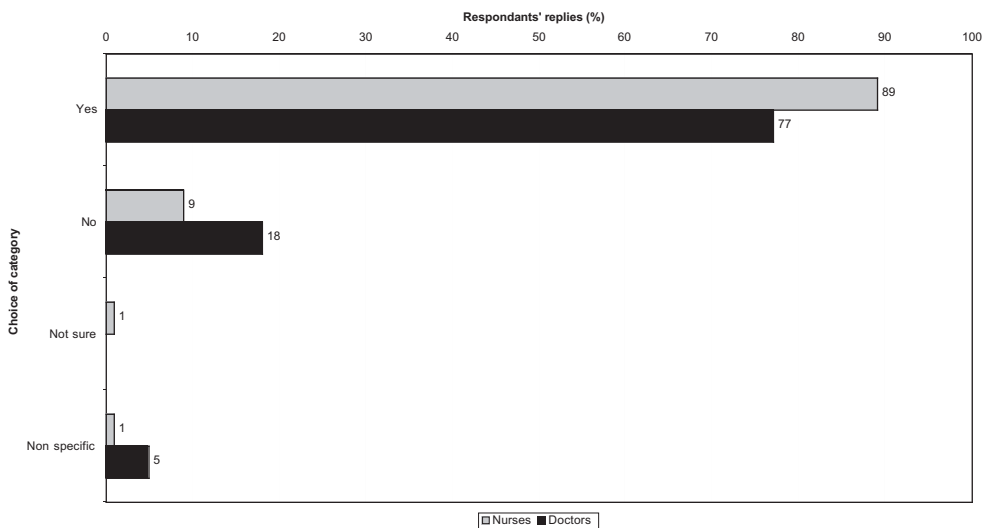 Respondants' replies (%)
0 10 20 30 40 50 60 70 80 90 100
Choice of category
Yes
89
77
No
9
18
Not sure
1
Non specific
1
5
Nurses Doctors